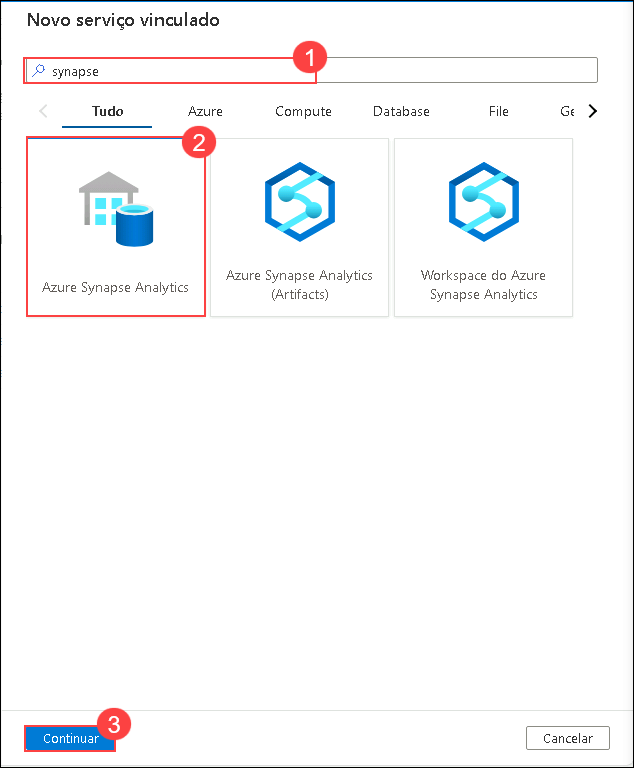 Novo serviço vinculado
1
synapse
Tudo Azure Compute Database File Ge
2
Azure Synapse Analytics
Azure Synapse Analytics
(Artifacts)
Workspace do Azure
Synapse Analytics
3
Continuar
Cancelar